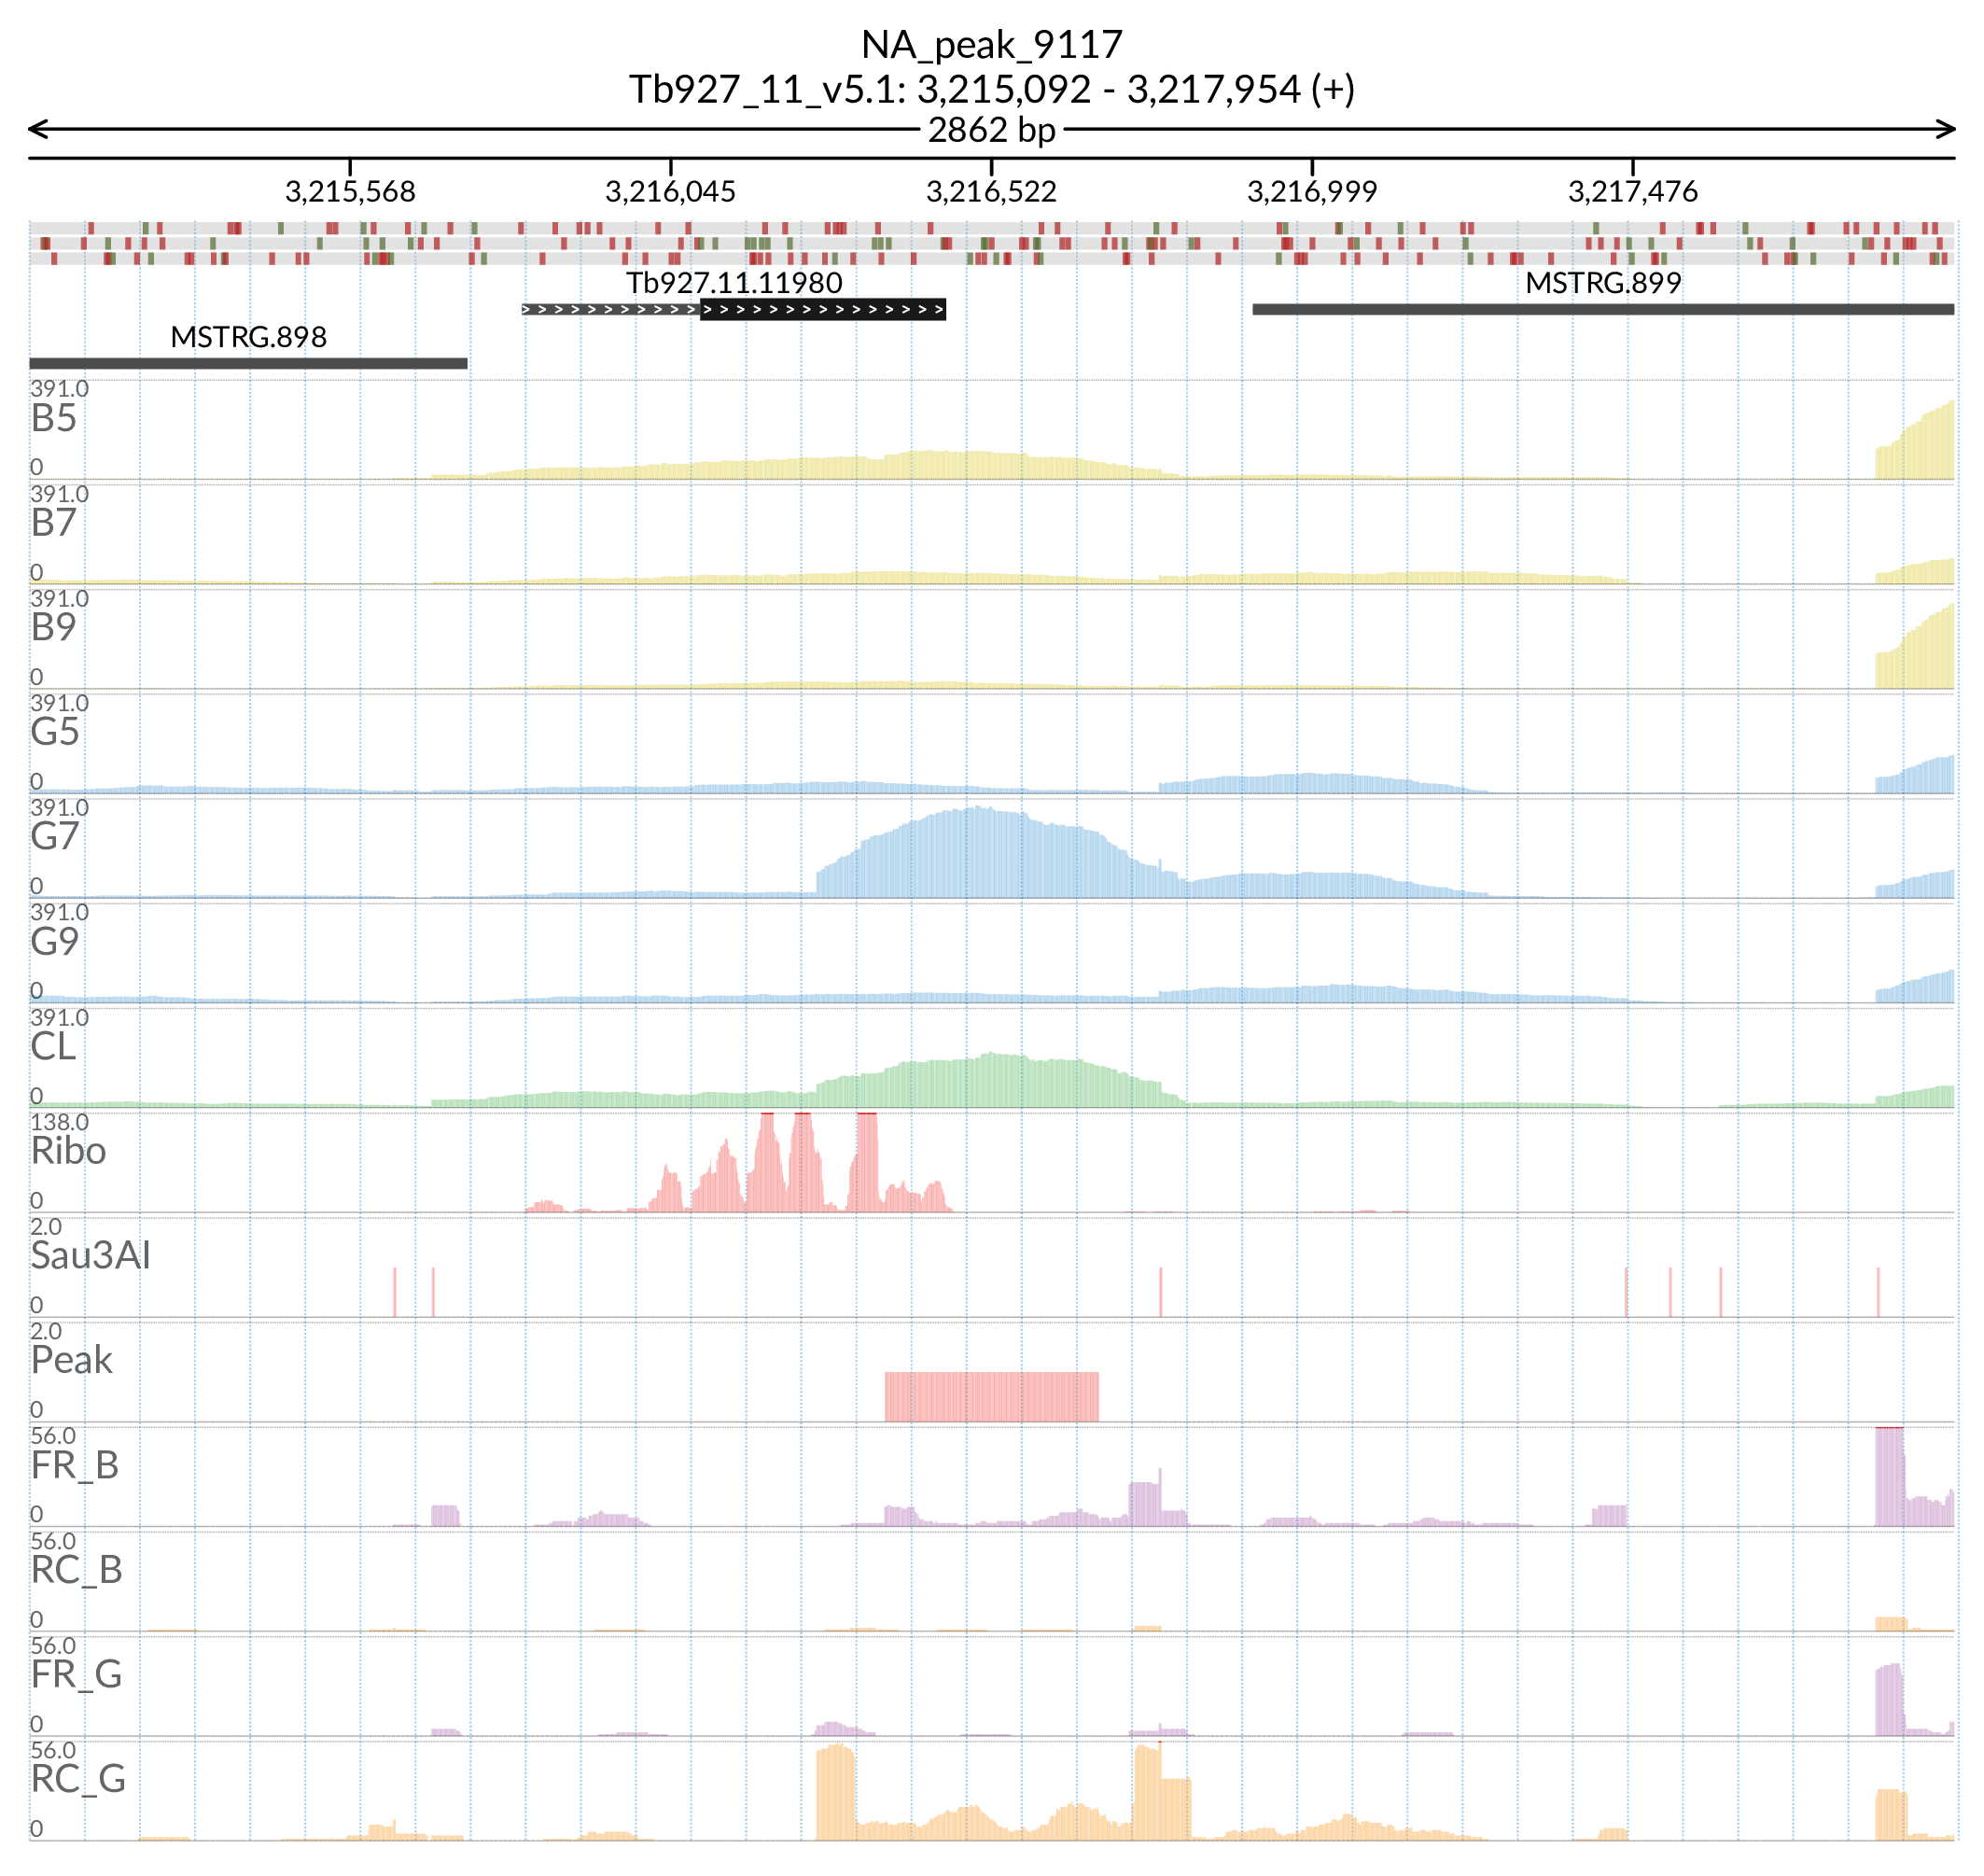 NA_peak_9117
Tb927_11_v5.1: 3,215,092 - 3,217,954 (+)
2862 bp
3,215,568 3,216,045 3,216,522 3,216,999 3,217,476
Tb927.11.11980 MSTRG.899
MSTRG.898
391.0
B5
0
391.0
B7
0
391.0
B9
0
391.0
G5
0
391.0
G7
0
391.0
G9
0
391.0
CL
0
138.0
Ribo
0
2.0
Sau3AI
0
2.0
Peak
0
56.0
FR_B
0
56.0
RC_B
0
56.0
FR_G
0
56.0
RC_G
0